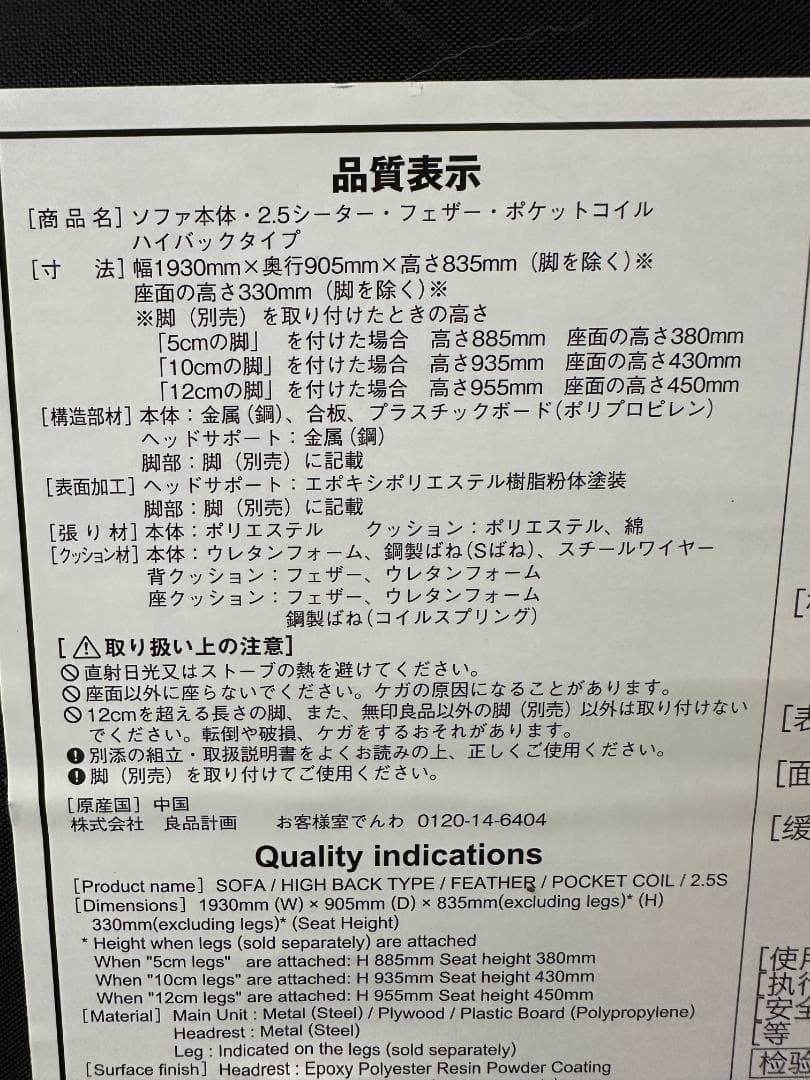 品質表示
[商品名] ソファ本体・2.5シーター・フェザー・ポケットコイル
ハイバックタイプ
[寸 法] 幅1930mm×奥行905mm×高さ835mm（脚を除く）※
座面の高さ330mm（脚を除く）※
※脚（別売）を取り付けたときの高さ
「5cmの脚」 を付けた場合 高さ885mm 座面の高さ380mm
「10cmの脚」を付けた場合 高さ935mm 座面の高さ430mm
「12cmの脚」を付けた場合 高さ955mm 座面の高さ450mm
[構造部材] 本体：金属（鋼）、合板、プラスチックボード（ポリプロピレン）
ヘッドサポート：金属（鋼）
脚部：脚（別売）に記載
[表面加工] ヘッドサポート：エポキシポリエステル樹脂粉体塗装
脚部：脚（別売）に記載
[張り材] 本体：ポリエステル クッション：ポリエステル、綿
[クッション材] 本体：ウレタンフォーム、鋼製ばね（Sばね）、スチールワイヤー
背クッション：フェザー、ウレタンフォーム
座クッション：フェザー、ウレタンフォーム
鋼製ばね（コイルスプリング）
[⚠取り扱い上の注意]
直射日光又はストーブの熱を避けてください。
座面以外に座らないでください。ケガの原因になることがあります。
12cmを超える長さの脚、また、無印良品以外の脚（別売）以外は取り付けない
でください。転倒や破損、ケガをするおそれがあります。
別添の組立・取扱説明書をよくお読みの上、正しくご使用ください。
脚（別売）を取り付けてご使用ください。
[原産国] 中国
株式会社 良品計画 お客様室でんわ 0120-14-6404
Quality indications
[Product name] SOFA / HIGH BACK TYPE / FEATHER / POCKET COIL / 2.5S
[Dimensions] 1930mm (W) × 905mm (D) × 835mm(excluding legs)* (H)
330mm(excluding legs)* (Seat Height)
* Height when legs (sold separately) are attached
When "5cm legs" are attached: H 885mm Seat height 380mm
When "10cm legs" are attached: H 935mm Seat height 430mm
When "12cm legs" are attached: H 955mm Seat height 450mm
[Material] Main Unit : Metal (Steel) / Plywood / Plastic Board (Polypropylene)
Headrest : Metal (Steel)
Leg : Indicated on the legs (sold separately)
[Surface finish] Headrest : Epoxy Polyester Resin Powder Coating
[表
[面
[缓
[使用
[执行
安全
等
检验